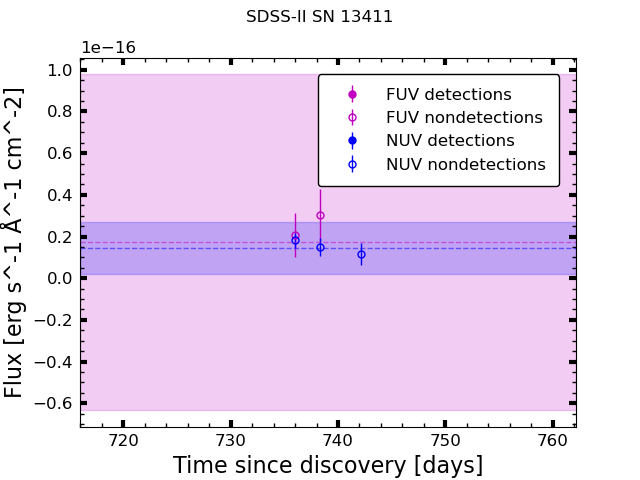 SDSS-II SN 13411
1e−16
1.0
0.8
0.6
0.4
0.2
0.0
−0.2
−0.4
−0.6
Flux [erg s^-1 Å^-1 cm^-2]
FUV detections
FUV nondetections
NUV detections
NUV nondetections
720 730 740 750 760
Time since discovery [days]